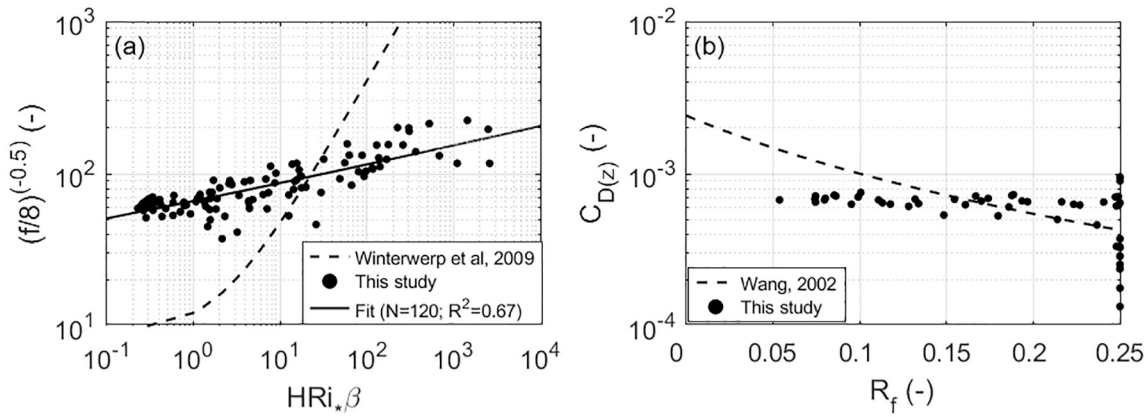 (a)
10^3
10^2
10^1
(f/8)^(-0.5) (-)
Winterwerp et al, 2009
This study
Fit (N=120; R^2=0.67)
10^-1 10^0 10^1 10^2 10^3 10^4
HRi_*β
(b)
10^-2
10^-3
10^-4
C_D(z) (-)
Wang, 2002
This study
0 0.05 0.1 0.15 0.2 0.25
R_f (-)